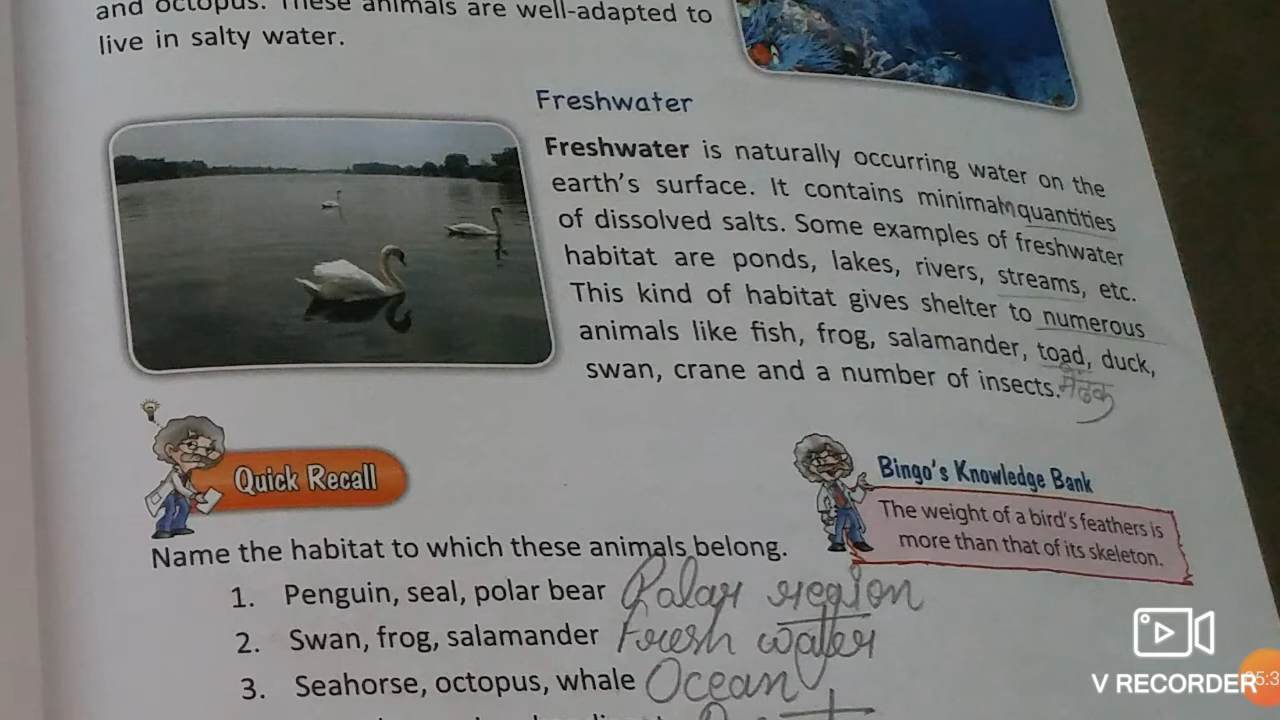 and octopus. These animals are well-adapted to
live in salty water.
Freshwater
Freshwater is naturally occurring water on the
earth's surface. It contains minimal quantities
of dissolved salts. Some examples of freshwater
habitat are ponds, lakes, rivers, streams, etc.
This kind of habitat gives shelter to numerous
animals like fish, frog, salamander, toad, duck,
swan, crane and a number of insects. मेंढक
Quick Recall
Bingo's Knowledge Bank
The weight of a bird's feathers is
more than that of its skeleton.
Name the habitat to which these animals belong.
1. Penguin, seal, polar bear Polar region
2. Swan, frog, salamander Fresh water
3. Seahorse, octopus, whale Ocean
V RECORDER